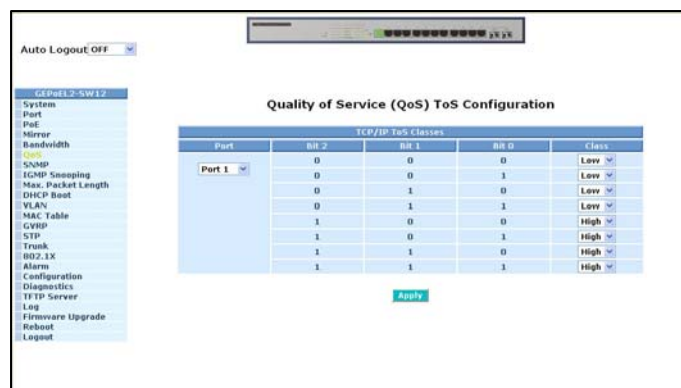 Auto Logout OFF
GEPoEL2-SW12
System
Port
PoE
Mirror
Bandwidth
QoS
SNMP
IGMP Snooping
Max. Packet Length
DHCP Boot
VLAN
MAC Table
GVRP
STP
Trunk
802.1X
Alarm
Configuration
Diagnostics
TFTP Server
Log
Firmware Upgrade
Reboot
Logout
Quality of Service (QoS) ToS Configuration
TCP/IP ToS Classes
Port Bit 2 Bit 1 Bit 0 Class
Port 1 0 0 0 Low
0 0 1 Low
0 1 0 Low
0 1 1 Low
1 0 0 High
1 0 1 High
1 1 0 High
1 1 1 High
Apply